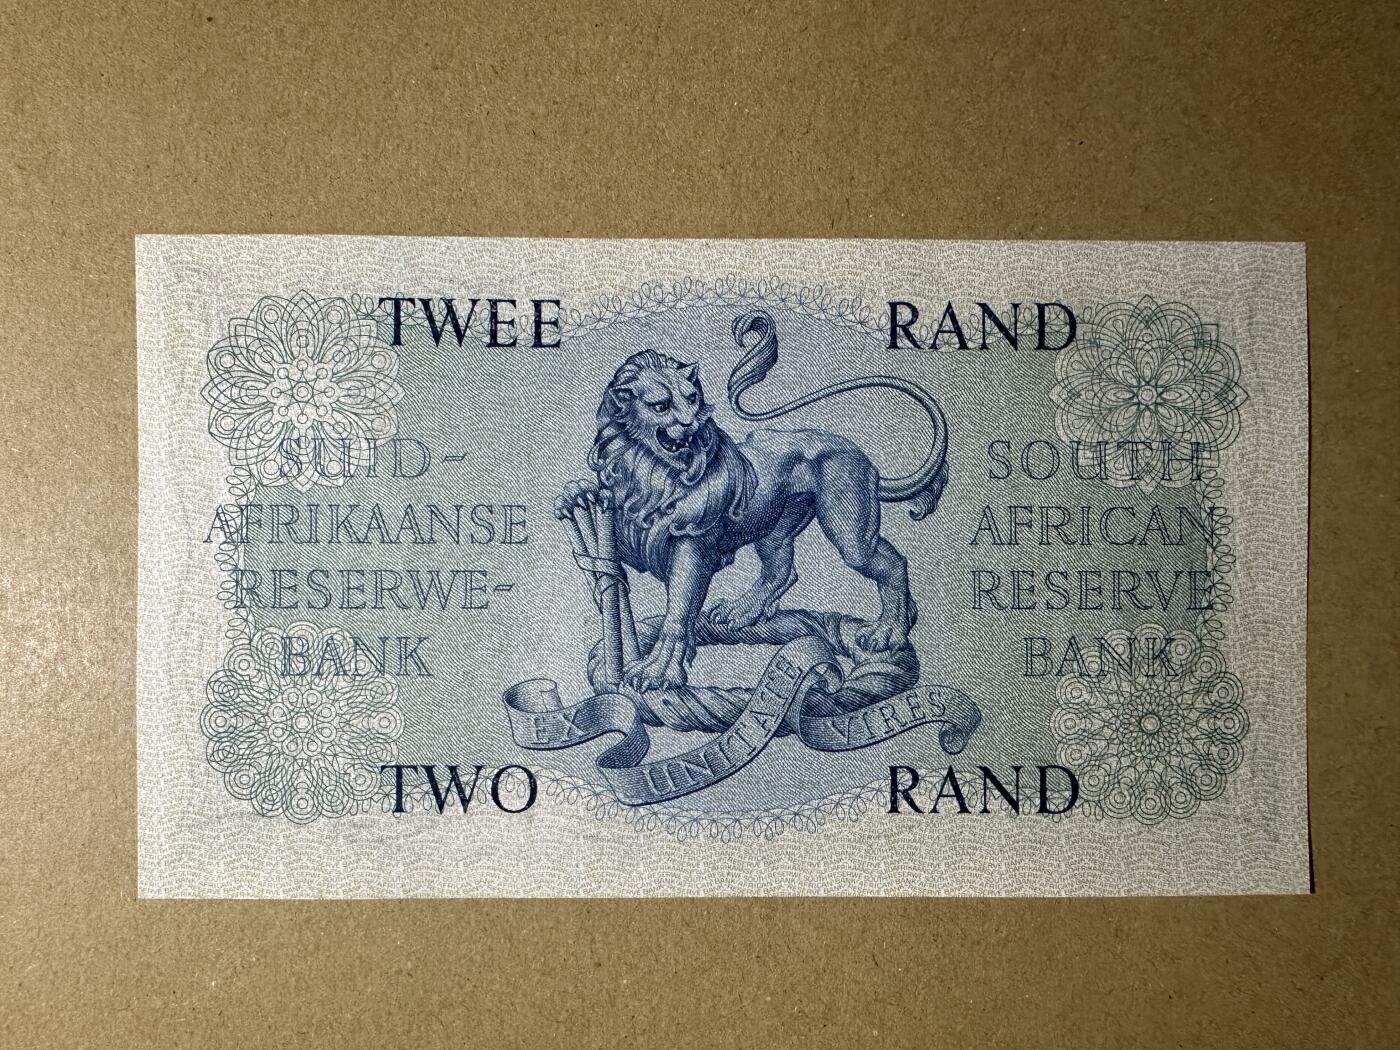 TWEE RAND
SUID-
AFRIKAANSE
RESERWE-
BANK
SOUTH
AFRICAN
RESERVE
BANK
EX UNITATE VIRES
TWO RAND